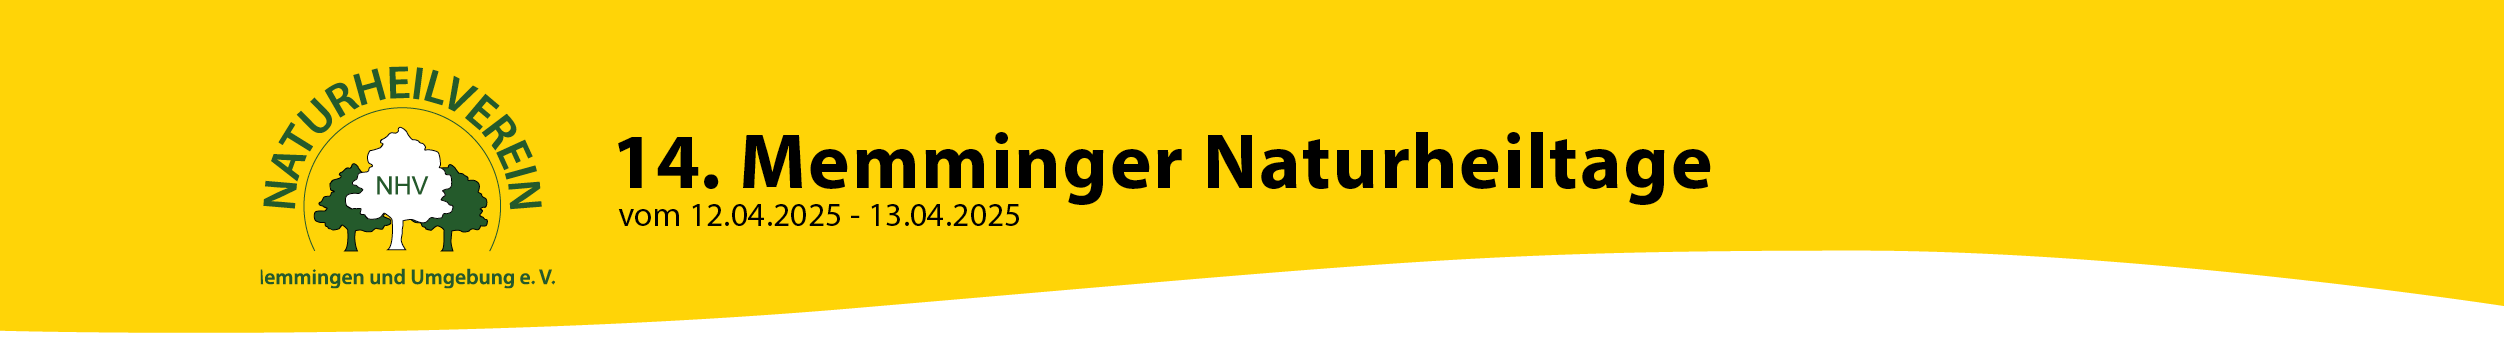 NATURHEILVEREIN
NHV
lemmingen und Umgebung e. V.
14. Memminger Naturheiltage
vom 12.04.2025 - 13.04.2025